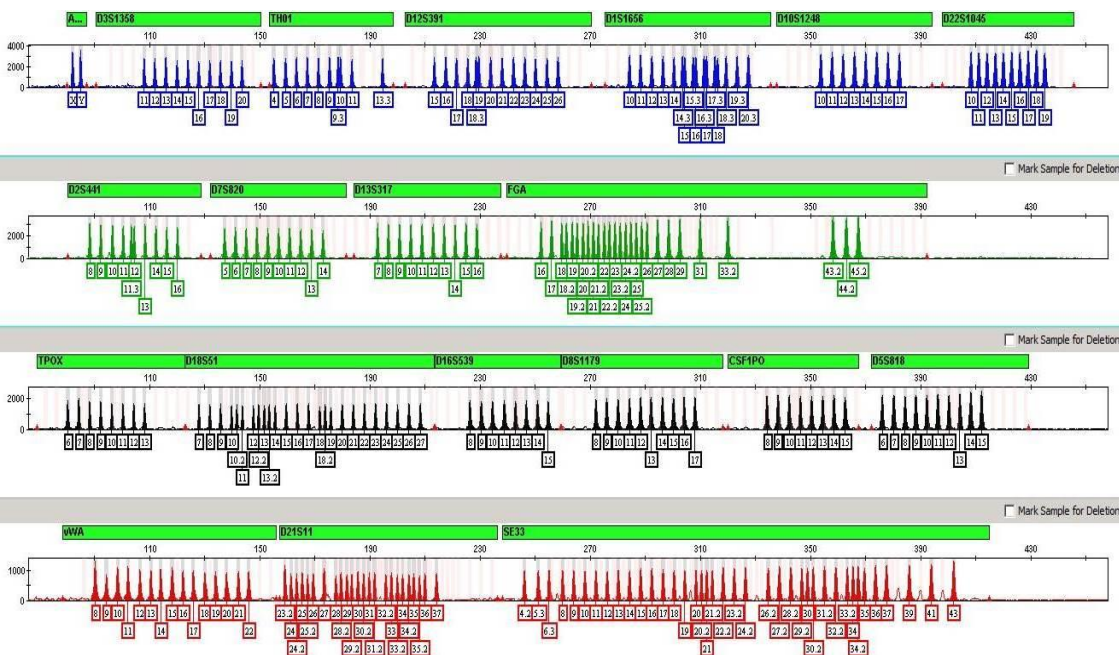 A... D3S1358 TH01 D12S391 D1S1656 D10S1248 D22S1045
110 150 190 230 270 310 350 390 430
4000
2000
0
X Y 11 12 13 14 15 17 18 20 4 5 6 7 8 9 10 11 13.3 15 16 18 19 20 21 22 23 24 25 26 10 11 12 13 14 15.3 17.3 19.3 10 11 12 13 14 15 16 17 10 12 14 16 18
16 19 9.3 17 18.3 14.3 16.3 18.3 20.3 11 13 15 17 19
15 16 17 18
Mark Sample for Deletion
D2S441 D7S820 D13S317 FGA
110 150 190 230 270 310 350 390 430
2000
0
8 9 10 11 12 14 15 5 6 7 8 9 10 11 12 14 7 8 9 10 11 12 13 15 16 16 18 19 20.2 22 23 24.2 26 27 28 29 31 33.2 43.2 45.2
11.3 16 13 14 17 18.2 20 21.2 23.2 25 44.2
13 19.2 21 22.2 24 25.2
Mark Sample for Deletion
TPOX D18S51 D16S539 D8S1179 CSF1PO D5S818
110 150 190 230 270 310 350 390 430
2000
0
6 7 8 9 10 11 12 13 7 8 9 10 12 13 14 15 16 17 18 19 20 21 22 23 24 25 26 27 8 9 10 11 12 13 14 8 9 10 11 12 14 15 16 8 9 10 11 12 13 14 15 6 7 8 9 10 11 12 14 15
10.2 12.2 18.2 15 13 17 13
11 13.2
Mark Sample for Deletion
vWA D21S11 SE33
110 150 190 230 270 310 350 390 430
1000
0
8 9 10 12 13 15 16 18 19 20 21 23.2 25 26 27 28 29 30 31 32.2 34 35 36 37 4.2 5.3 8 9 10 11 12 13 14 15 16 17 18 20 21.2 23.2 26.2 28.2 30 31.2 33.2 35 36 37 39 41 43
11 14 17 22 24 25.2 28.2 30.2 33 34.2 6.3 19 20.2 22.2 24.2 27.2 29.2 32.2 34
24.2 29.2 31.2 33.2 35.2 21 30.2 34.2